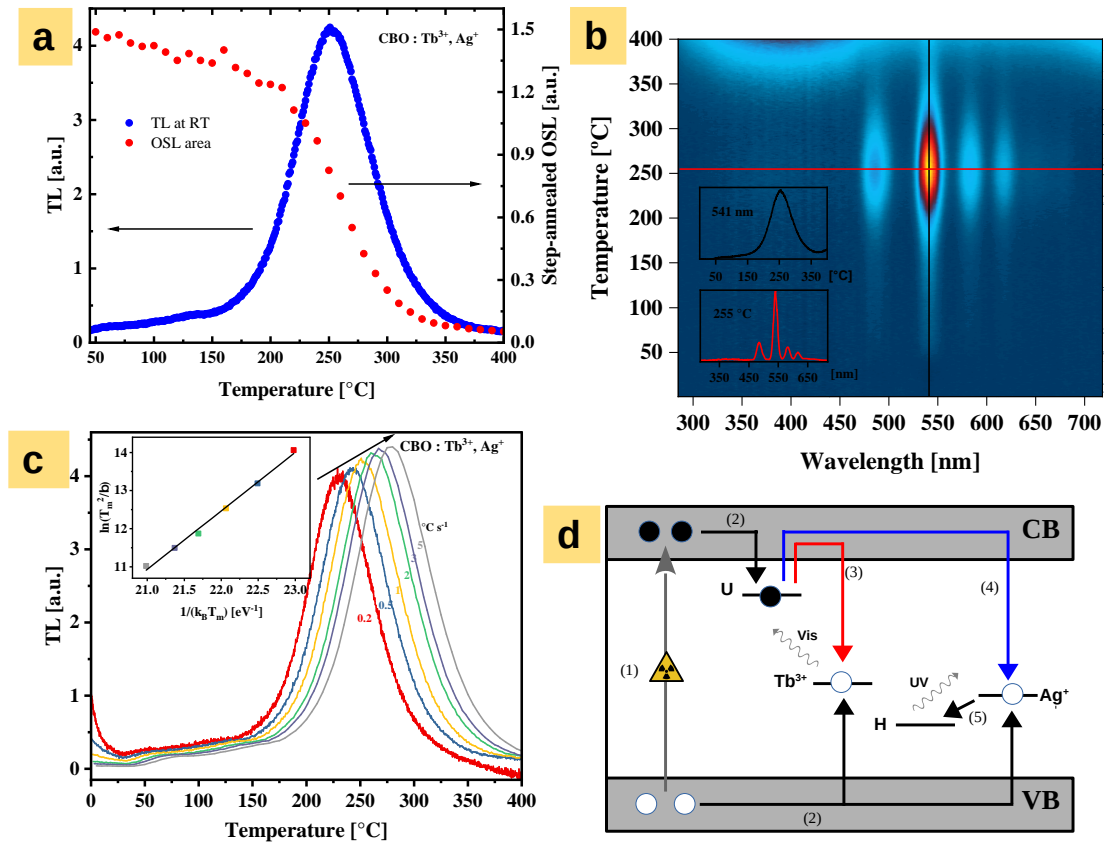 a
CBO : Tb³⁺, Ag⁺
TL at RT
OSL area
TL [a.u.]
0
1
2
3
4
Step-annealed OSL [a.u.]
0.0
0.3
0.6
0.9
1.2
1.5
50 100 150 200 250 300 350 400
Temperature [°C]
b
Temperature [ºC]
400
350
300
250
200
150
100
50
541 nm
50 150 250 350 [°C]
255 °C
350 450 550 650 [nm]
300 350 400 450 500 550 600 650 700
Wavelength [nm]
c
CBO : Tb³⁺, Ag⁺
TL [a.u.]
0
1
2
3
4
5
ln(Tₘ²/b)
14
13
12
11
21.0 21.5 22.0 22.5 23.0
1/(k_BTₘ) [eV⁻¹]
°C s⁻¹
5
3
2
1
0.5
0.2
0 50 100 150 200 250 300 350 400
Temperature [°C]
d
CB
(2)
U
(3)
(4)
(1)
Vis
Tb³⁺
UV
Ag⁺
H
(5)
(2)
VB